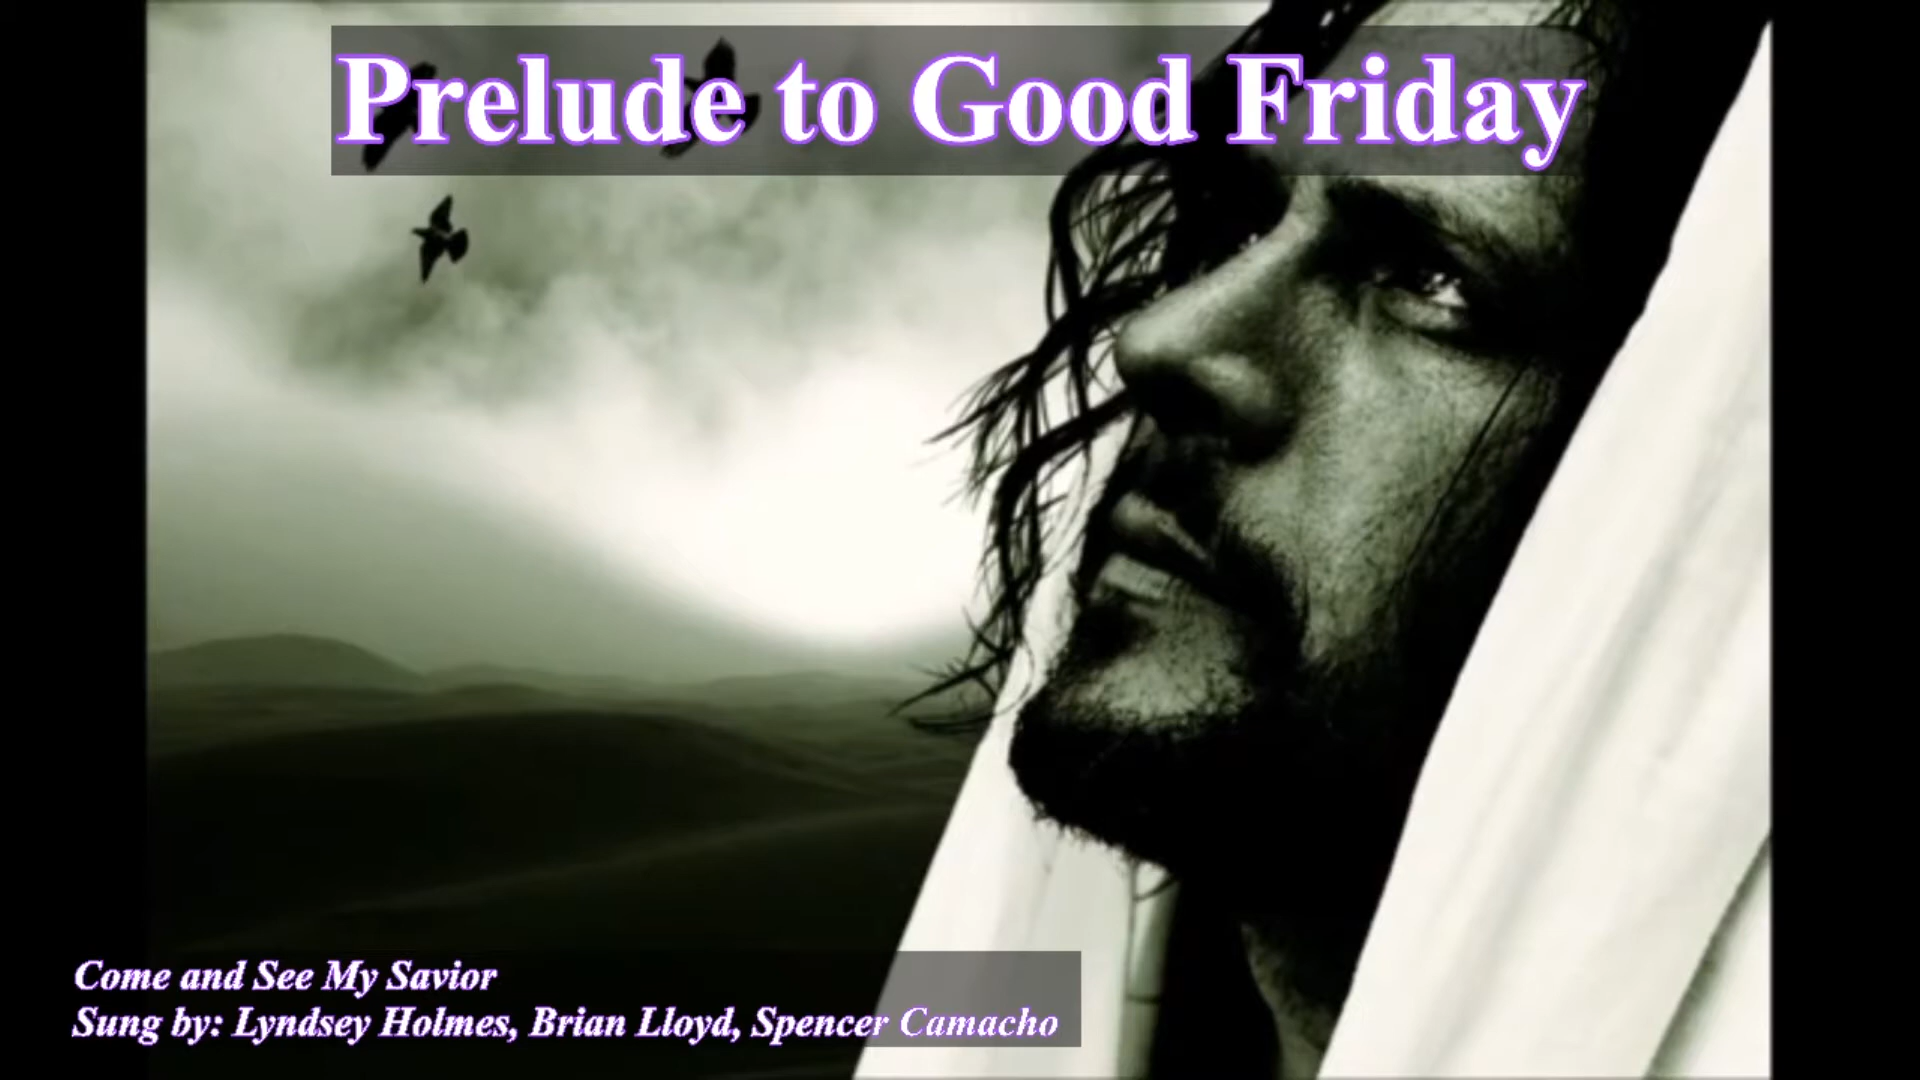 Prelude to Good Friday
Come and See My Savior
Sung by: Lyndsey Holmes, Brian Lloyd, Spencer Camacho